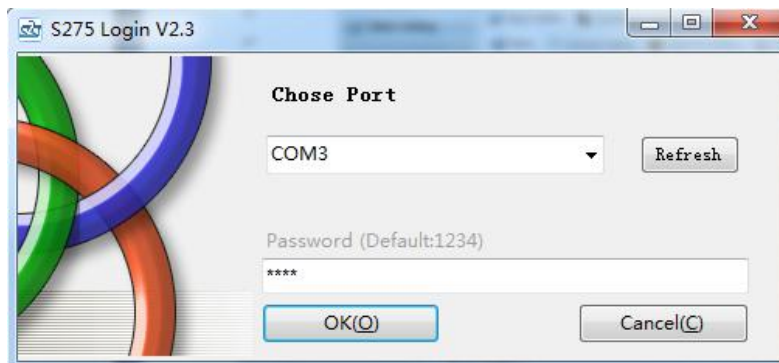 S275 Login V2.3
Chose Port
COM3
Refresh
Password (Default:1234)
****
OK(O)
Cancel(C)